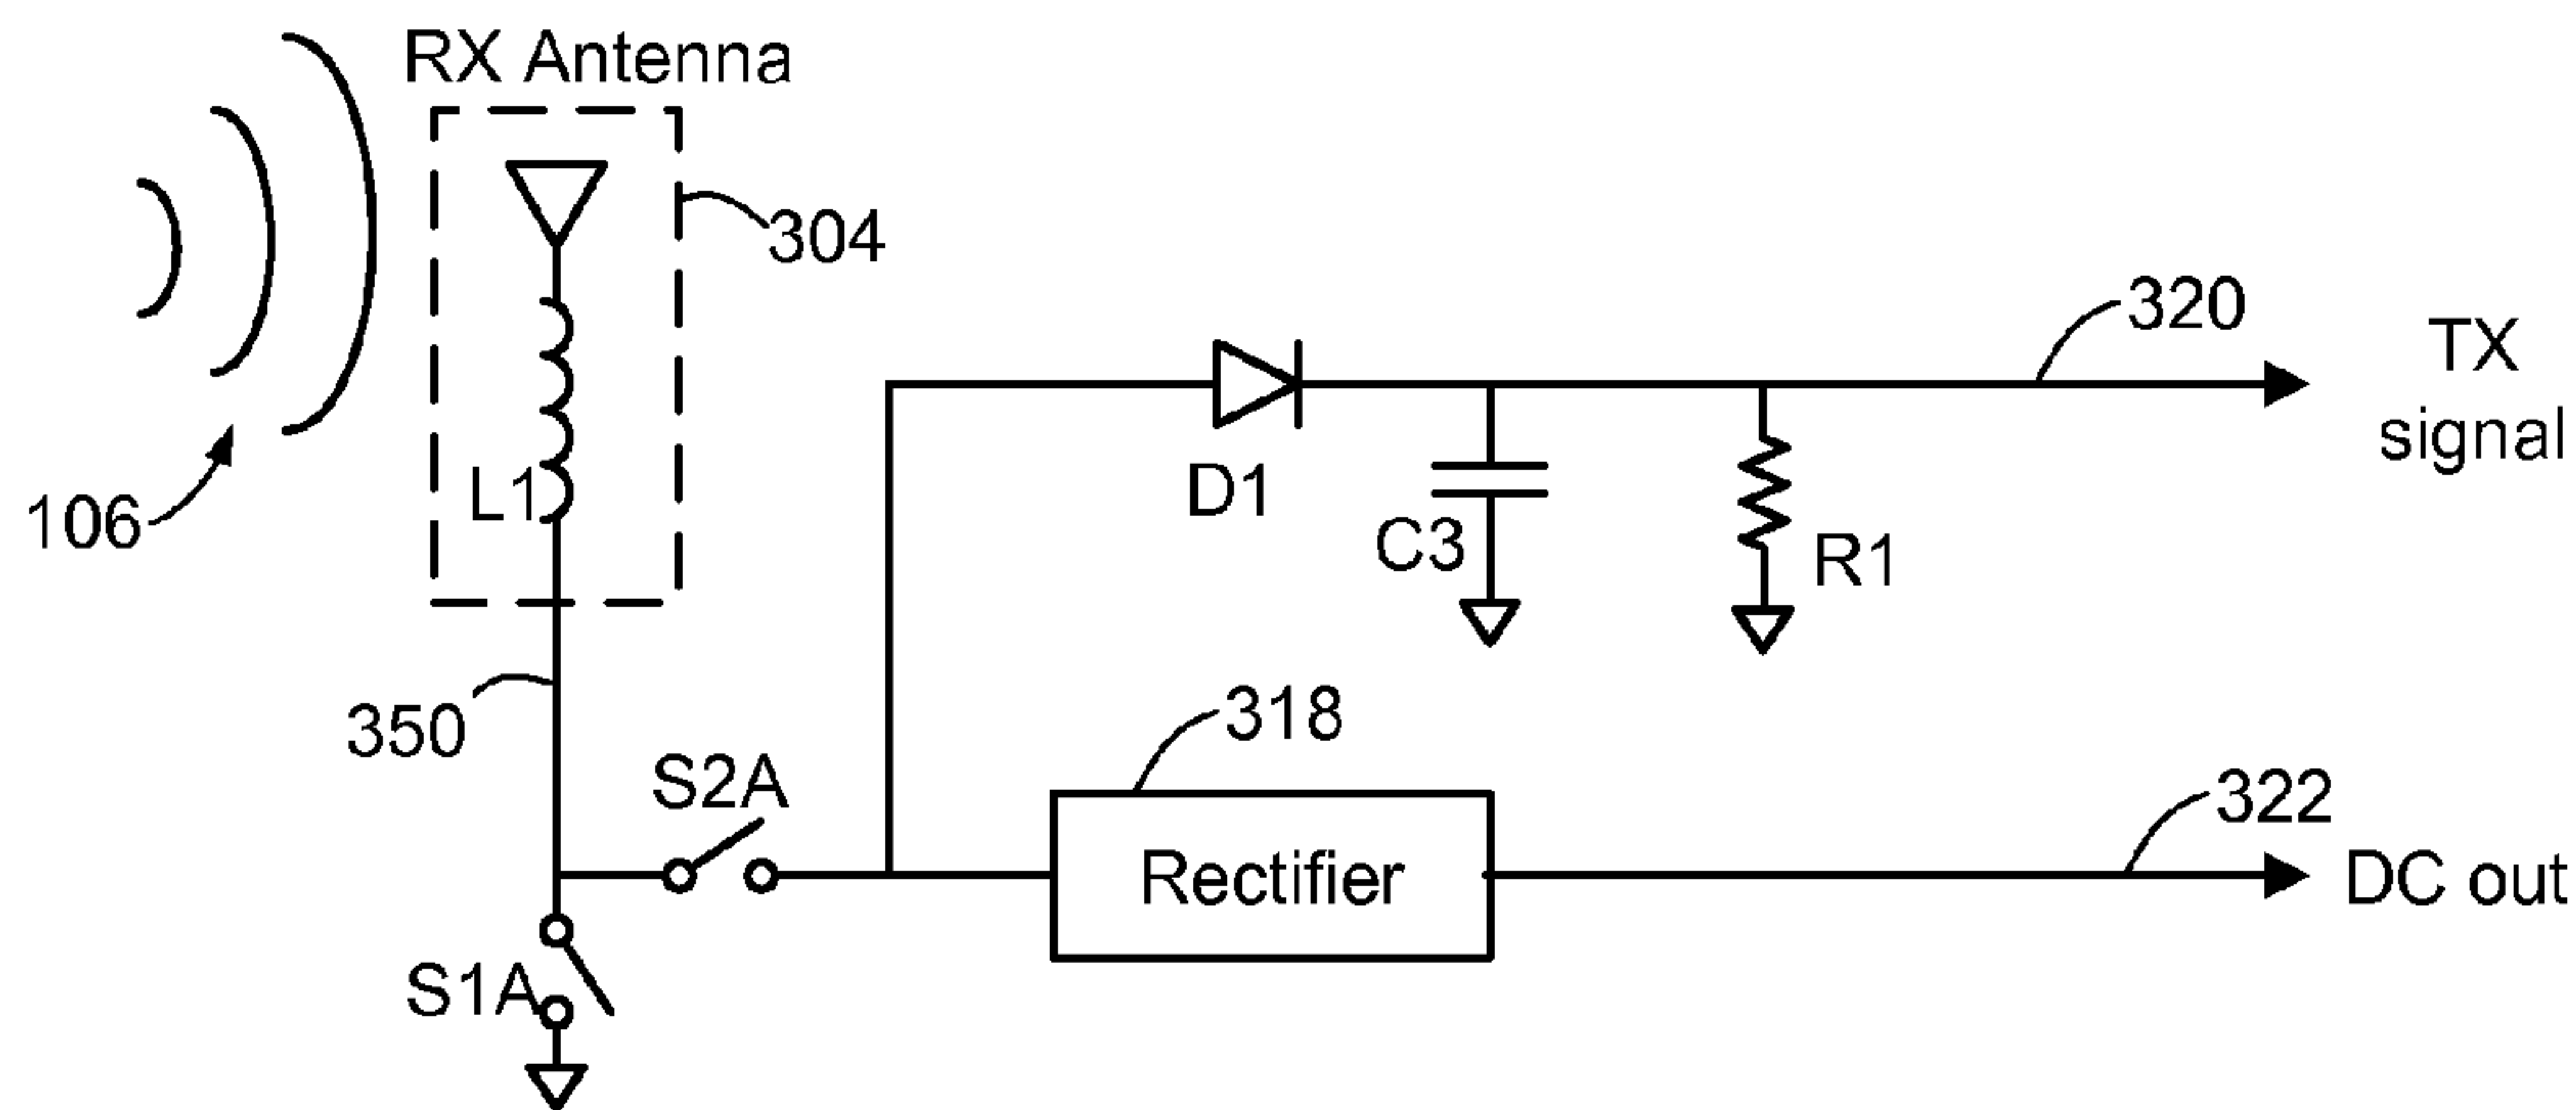 RX Antenna
304
320
TX
signal
L1
106
D1
C3
R1
350
318
S2A
322
Rectifier
DC out
S1A